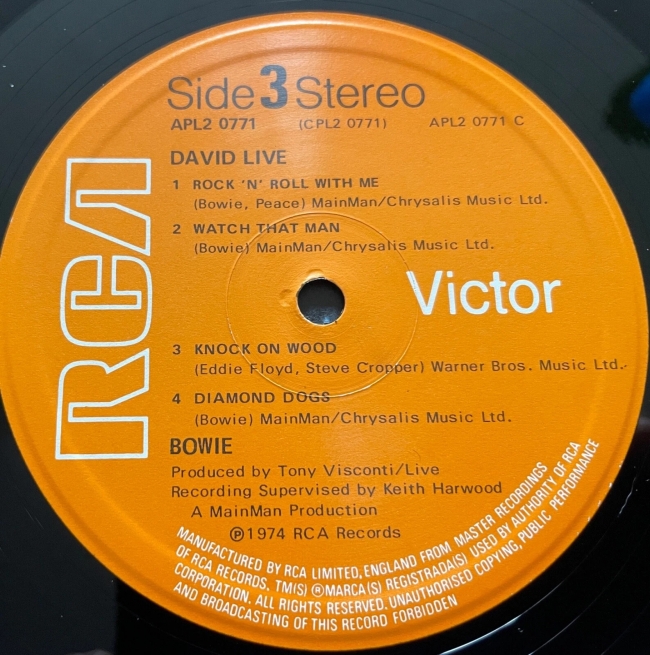 Side 3 Stereo
APL2 0771 (CPL2 0771) APL2 0771 C
DAVID LIVE
1 ROCK 'N' ROLL WITH ME
(Bowie, Peace) MainMan/Chrysalis Music Ltd.
2 WATCH THAT MAN
(Bowie) MainMan/Chrysalis Music Ltd.
RCA
Victor
3 KNOCK ON WOOD
(Eddie Floyd, Steve Cropper) Warner Bros. Music Ltd.
4 DIAMOND DOGS
(Bowie) MainMan/Chrysalis Music Ltd.
BOWIE
Produced by Tony Visconti/Live
Recording Supervised by Keith Harwood
A MainMan Production
℗1974 RCA Records
MANUFACTURED BY RCA LIMITED, ENGLAND FROM MASTER RECORDINGS
OF RCA RECORDS. TM(S) ® MARCA(S) REGISTRADA(S) USED BY AUTHORITY OF RCA
CORPORATION. ALL RIGHTS RESERVED. UNAUTHORISED COPYING, PUBLIC PERFORMANCE
AND BROADCASTING OF THIS RECORD FORBIDDEN